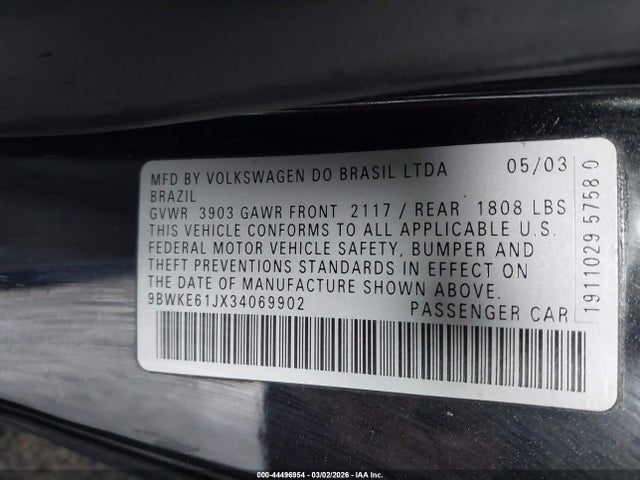 MFD BY VOLKSWAGEN DO BRASIL LTDA 05/03
BRAZIL
GVWR 3903 GAWR FRONT 2117 / REAR 1808 LBS
THIS VEHICLE CONFORMS TO ALL APPLICABLE U.S.
FEDERAL MOTOR VEHICLE SAFETY, BUMPER AND
THEFT PREVENTIONS STANDARDS IN EFFECT ON
THE DATE OF MANUFACTURE SHOWN ABOVE.
9BWKE61JX34069902 PASSENGER CAR
1911029 57580
000-44496954 | 03/02/2026 - IAA Inc.